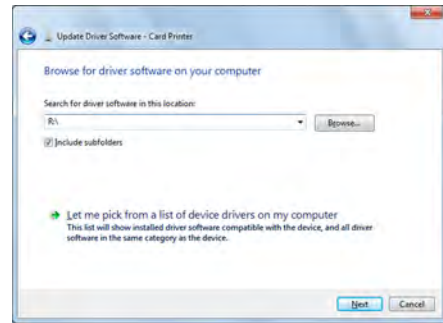 Update Driver Software - Card Printer
Browse for driver software on your computer
Search for driver software in this location:
R:\
Browse...
Include subfolders
Let me pick from a list of device drivers on my computer
This list will show installed driver software compatible with the device, and all driver
software in the same category as the device.
Next
Cancel